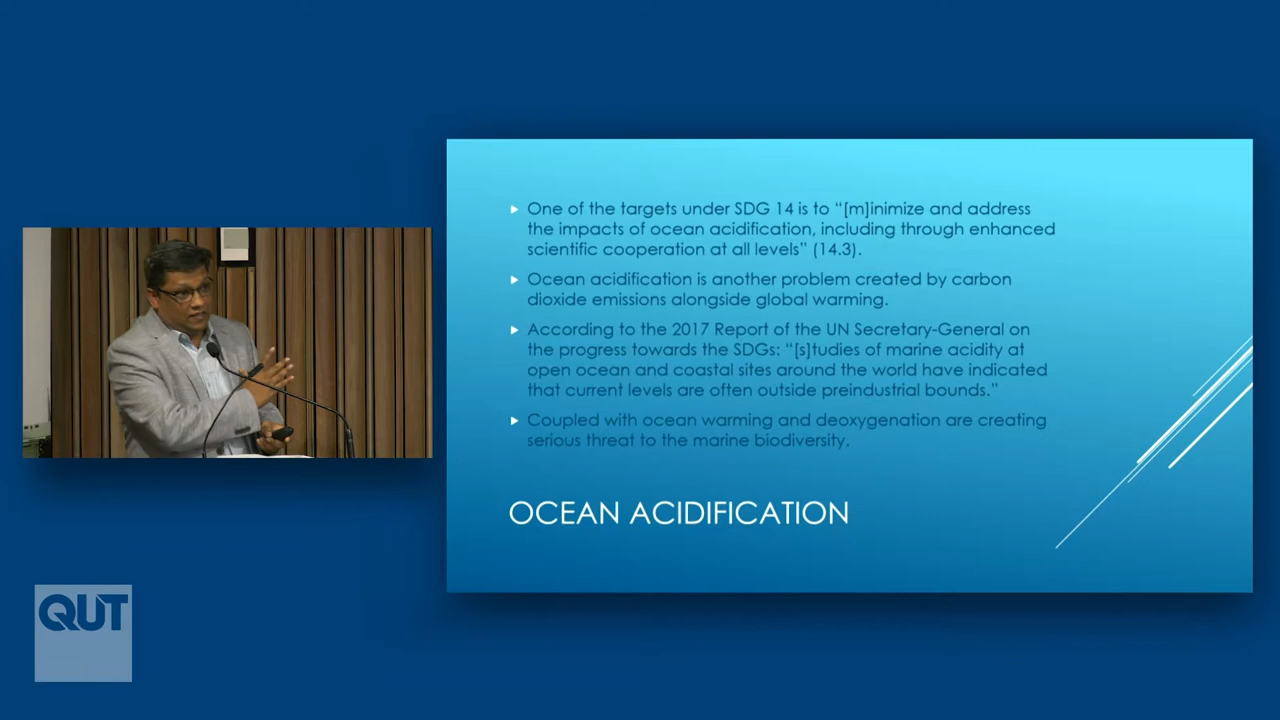 One of the targets under SDG 14 is to “[m]inimize and address
the impacts of ocean acidification, including through enhanced
scientific cooperation at all levels” (14.3).
Ocean acidification is another problem created by carbon
dioxide emissions alongside global warming.
According to the 2017 Report of the UN Secretary-General on
the progress towards the SDGs: “[s]tudies of marine acidity at
open ocean and coastal sites around the world have indicated
that current levels are often outside preindustrial bounds.”
Coupled with ocean warming and deoxygenation are creating
serious threat to the marine biodiversity.
OCEAN ACIDIFICATION
QUT